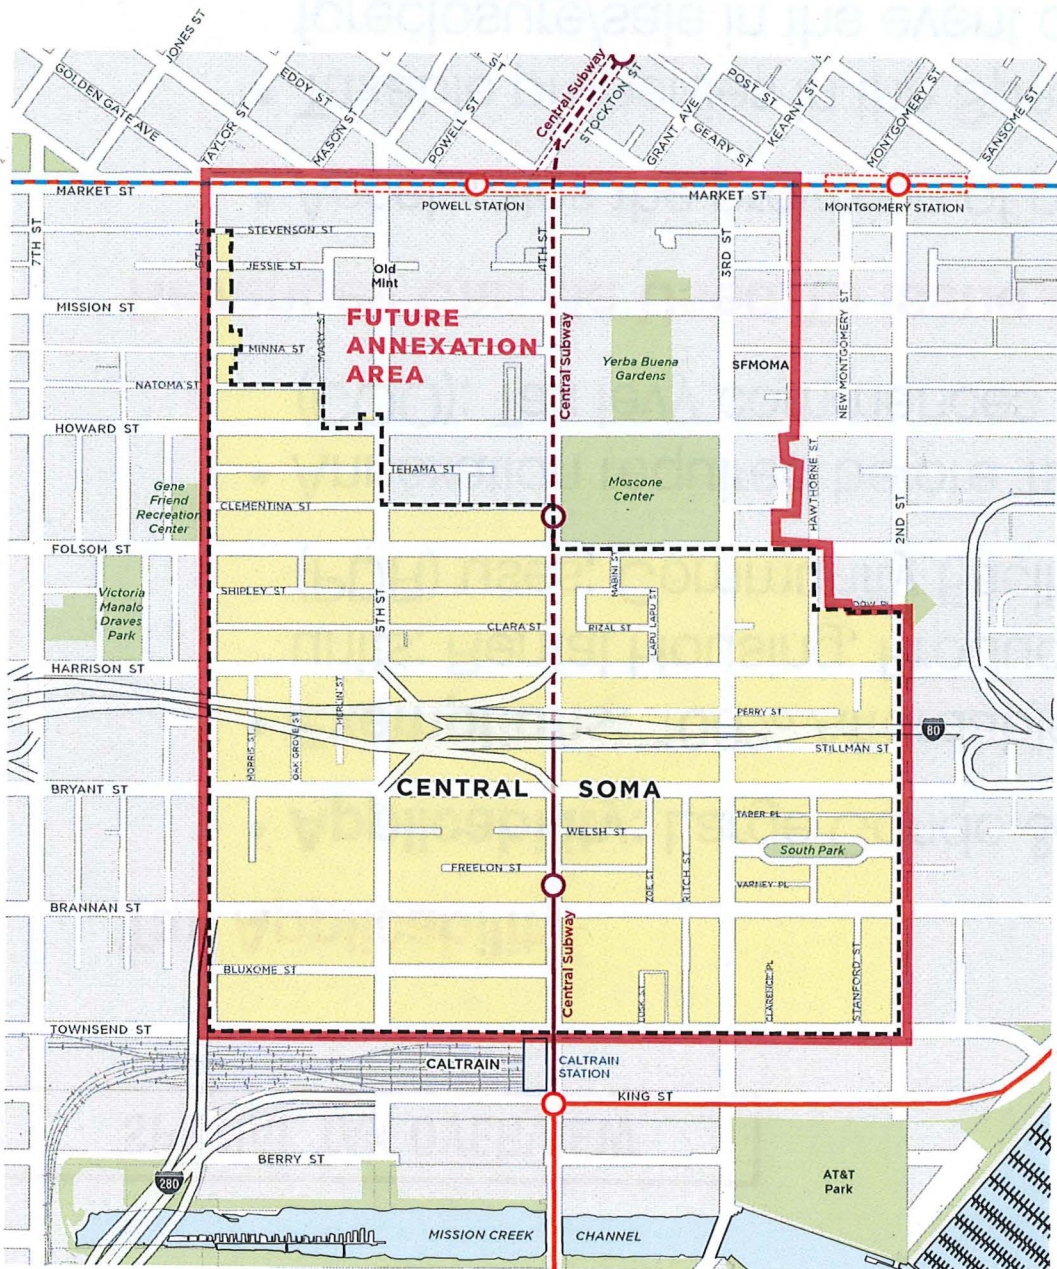 JONES ST
GOLDEN GATE AVE
EDDY ST
TAYLOR ST
MASON ST
POWELL ST
ST
Central Subway
STOCKTON ST
GRANT AVE
POST ST
GEARY ST
KEARNY ST
MONTGOMERY ST
SANSOME ST
MARKET ST
POWELL STATION
MARKET ST
MONTGOMERY STATION
7TH ST
6TH ST
STEVENSON ST
4TH ST
3RD ST
JESSIE ST
Old
Mint
MISSION ST
NEW MONTGOMERY ST
FUTURE
ANNEXATION
AREA
MINNA ST
MARY ST
Central Subway
Yerba Buena
Gardens
SFMOMA
NATOMA ST
HOWARD ST
TEHAMA ST
HAWTHORNE ST
Gene
Friend
Recreation
Center
CLEMENTINA ST
Moscone
Center
2ND ST
FOLSOM ST
MABINI ST
SHIPLEY ST
LAPU LAPU ST
DOW PL
Victoria
Manalo
Draves
Park
5TH ST
CLARA ST
RIZAL ST
HARRISON ST
MERLIN ST
OAK GROVE ST
MORRIS ST
PERRY ST
80
STILLMAN ST
BRYANT ST
CENTRAL SOMA
TABER PL
WELSH ST
South Park
FREELON ST
ZOE ST
RITCH ST
VARNEY PL
BRANNAN ST
Central Subway
BLUXOME ST
LUSK ST
CLARENCE PL
STANFORD ST
TOWNSEND ST
CALTRAIN
CALTRAIN
STATION
KING ST
BERRY ST
280
AT&T
Park
MISSION CREEK CHANNEL